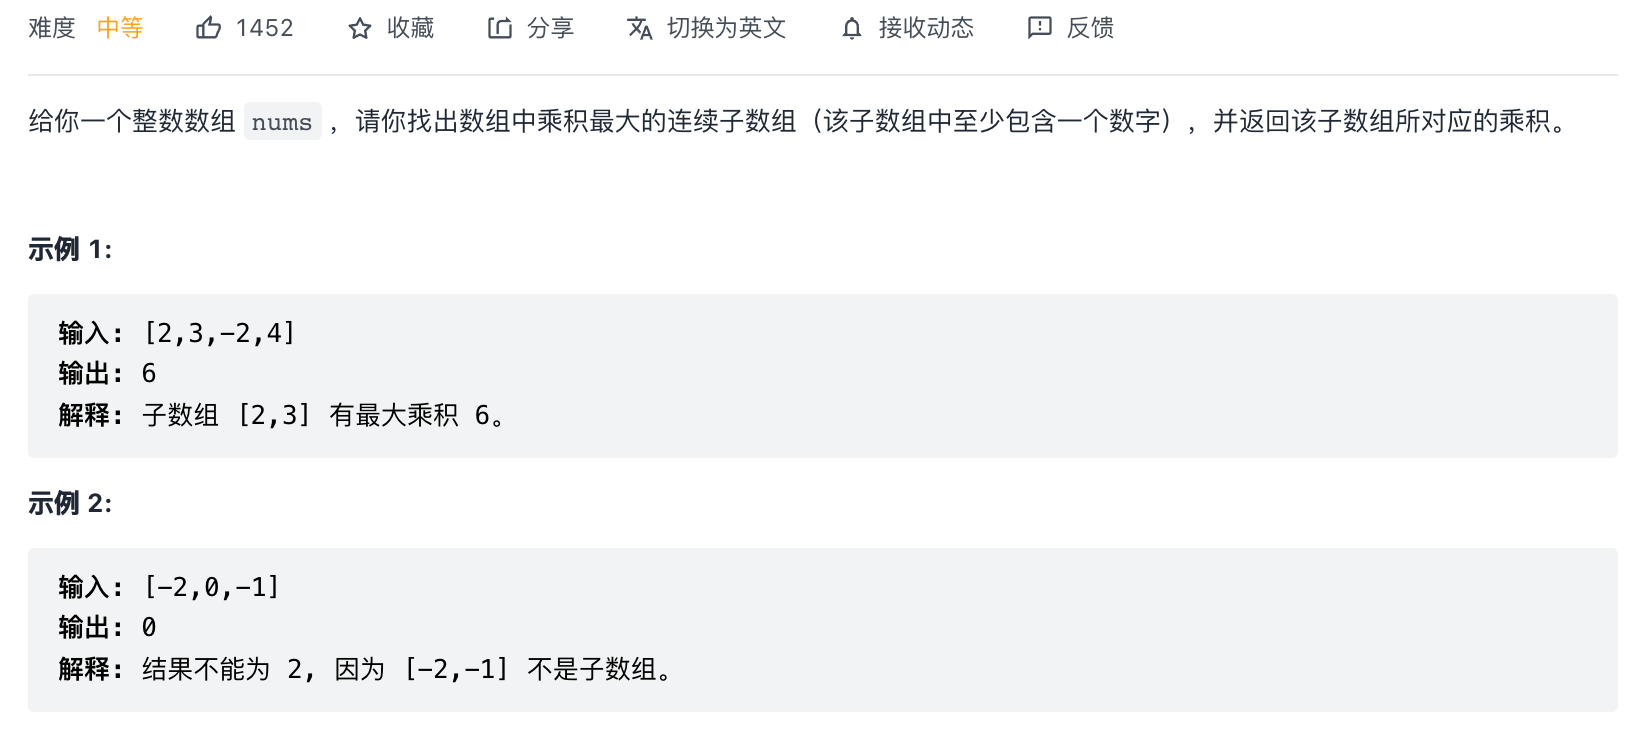 难度 中等 1452 收藏 分享 切换为英文 接收动态 反馈
给你一个整数数组 nums ，请你找出数组中乘积最大的连续子数组（该子数组中至少包含一个数字），并返回该子数组所对应的乘积。
示例 1:
输入: [2,3,-2,4]
输出: 6
解释: 子数组 [2,3] 有最大乘积 6。
示例 2:
输入: [-2,0,-1]
输出: 0
解释: 结果不能为 2, 因为 [-2,-1] 不是子数组。